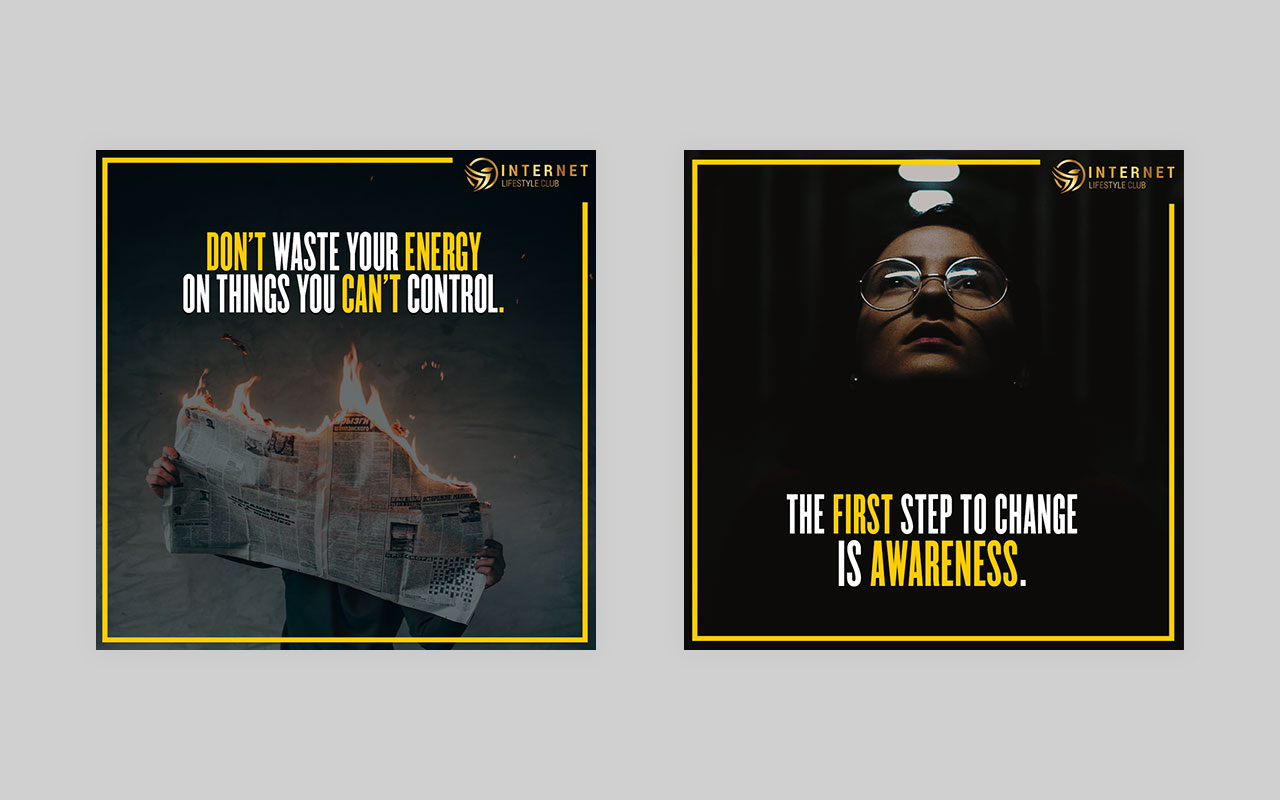 INTERNET
LIFESTYLE CLUB
DON'T WASTE YOUR ENERGY
ON THINGS YOU CAN'T CONTROL.
INTERNET
LIFESTYLE CLUB
THE FIRST STEP TO CHANGE
IS AWARENESS.